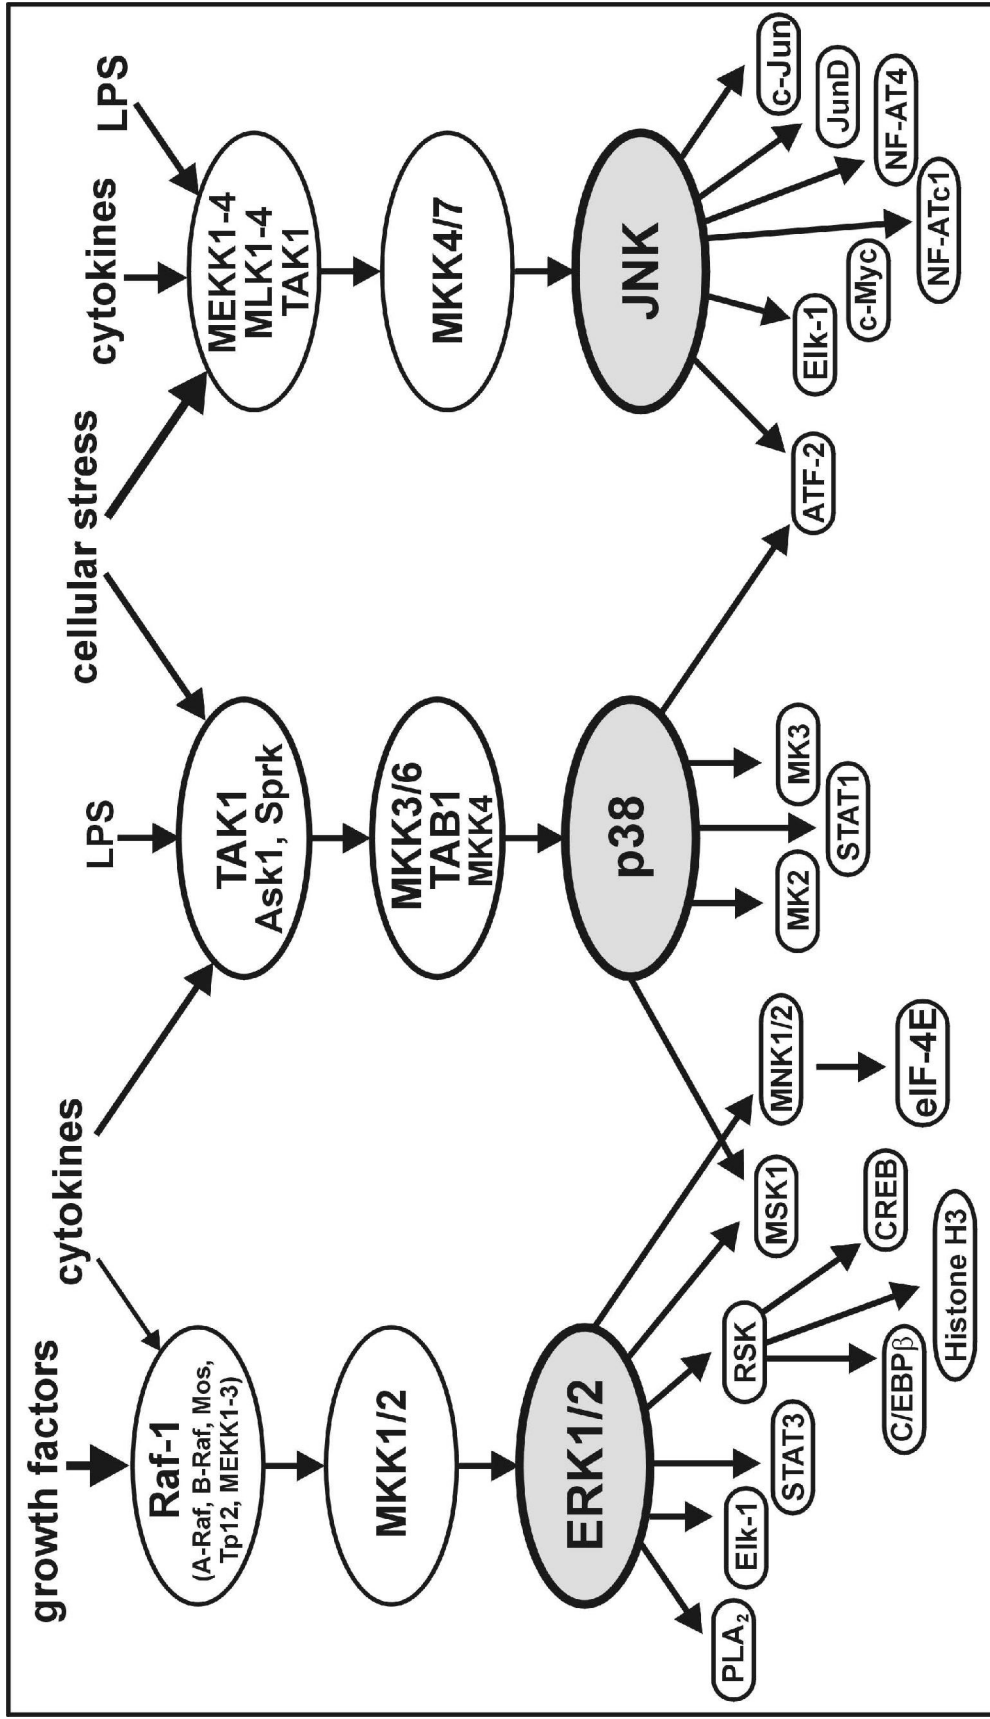 growth factors
cytokines
LPS
cellular stress
cytokines
LPS
Raf-1
(A-Raf, B-Raf, Mos,
Tp12, MEKK1-3)
TAK1
Ask1, Sprk
MEKK1-4
MLK1-4
TAK1
MKK1/2
MKK3/6
TAB1
MKK4
MKK4/7
ERK1/2
p38
JNK
PLA₂
Elk-1
STAT3
RSK
MSK1
MNK1/2
MK2
STAT1
MK3
ATF-2
Elk-1
c-Myc
NF-ATc1
NF-AT4
JunD
c-Jun
C/EBPβ
Histone H3
CREB
eIF-4E